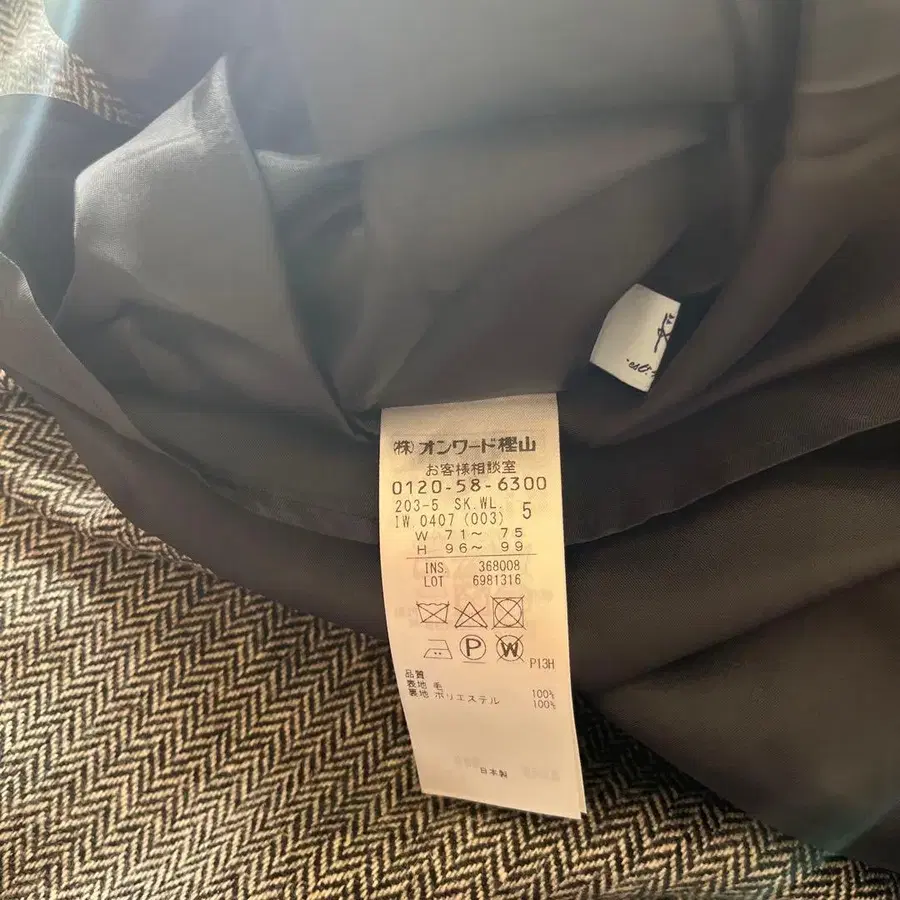 (株)オンワード樫山
お客様相談室
0120-58-6300
203-5 SK.WL.
IW.0407 (003) 5
W 71～ 75
H 96～ 99
INS. 368008
LOT 6981316
P W
P13H
品質
表地 毛 100%
裏地 ポリエステル 100%
日本製